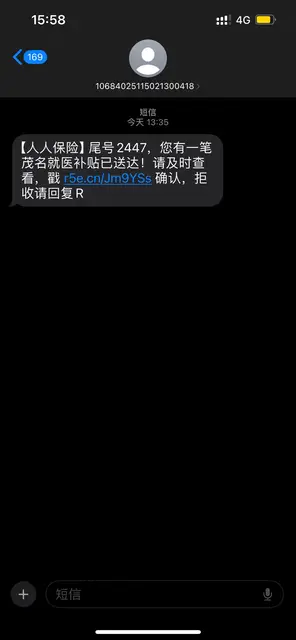 15:58
4G
169
10684025115021300418
短信
今天 13:35
【人人保险】尾号2447，您有一笔
茂名就医补贴已送达！请及时查
看，戳 r5e.cn/Jm9YSs 确认，拒
收请回复R
短信